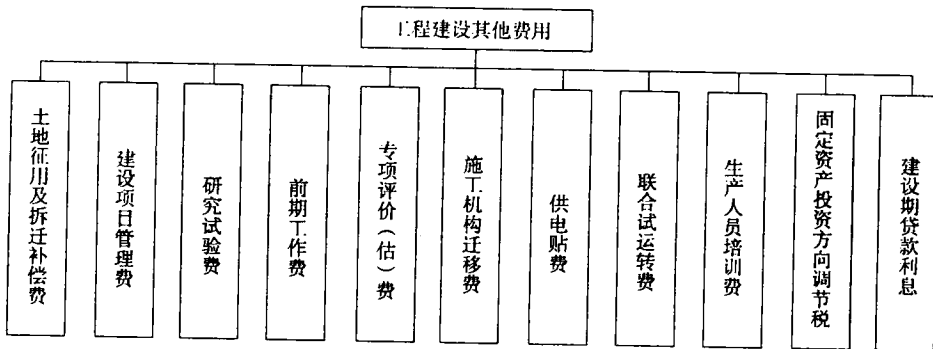 工程建设其他费用
土地征用及拆迁补偿费
建设项目管理费
研究试验费
前期工作费
专项评价（估）费
施工机构迁移费
供电贴费
联合试运转费
生产人员培训费
固定资产投资方向调节税
建设期贷款利息